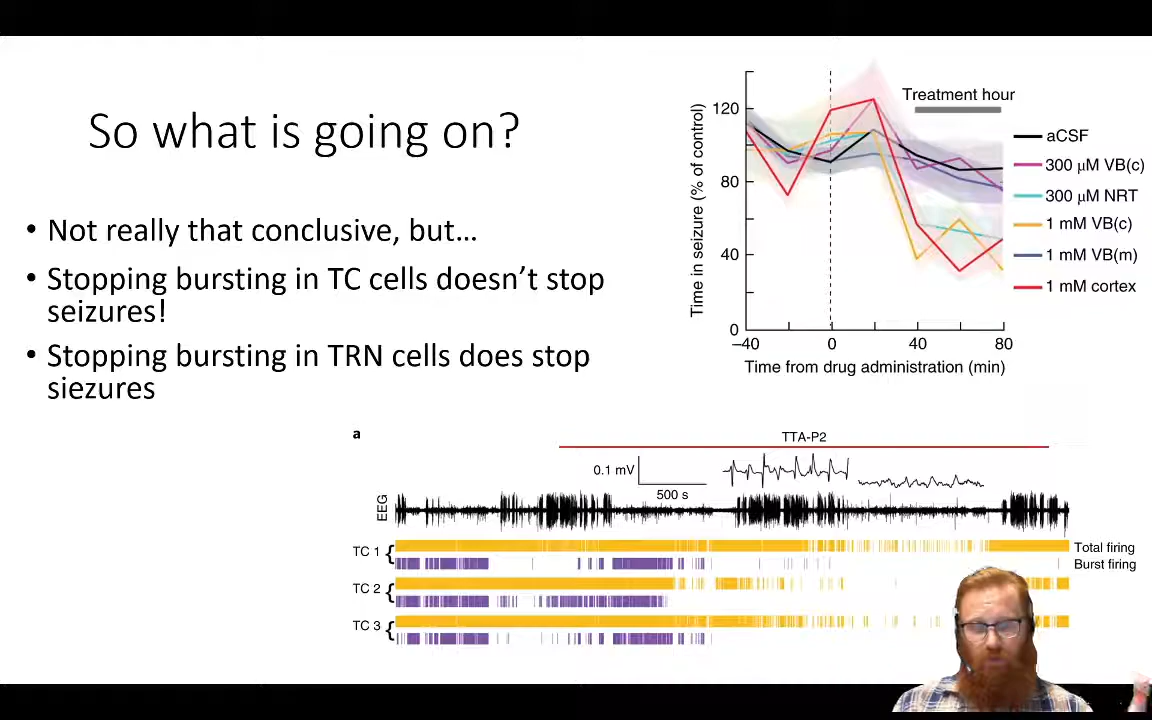 So what is going on?
• Not really that conclusive, but…
• Stopping bursting in TC cells doesn’t stop
seizures!
• Stopping bursting in TRN cells does stop
siezures
Time in seizure (% of control)
120
80
40
0
−40
0
40
80
Time from drug administration (min)
Treatment hour
aCSF
300 μM VB(c)
300 μM NRT
1 mM VB(c)
1 mM VB(m)
1 mM cortex
a
TTA-P2
0.1 mV
500 s
EEG
TC 1
Total firing
Burst firing
TC 2
TC 3